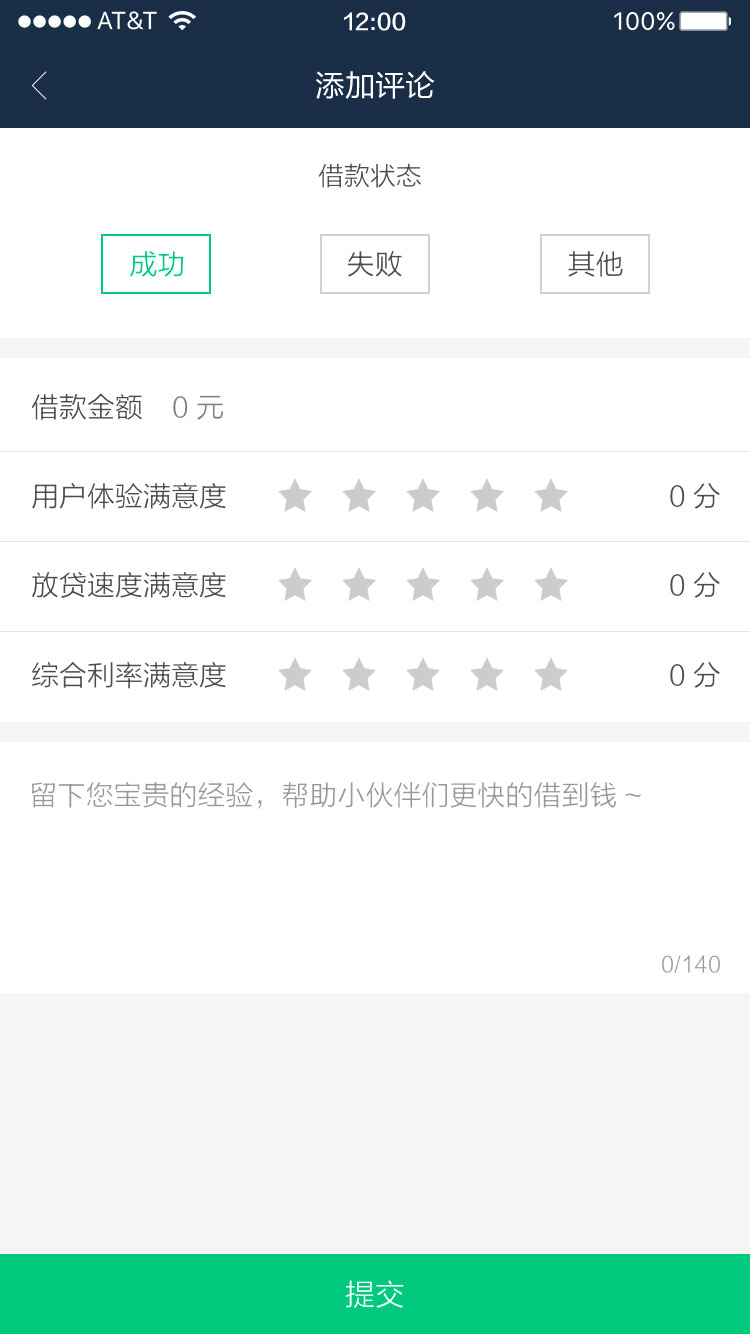 AT&T 12:00 100%
添加评论
借款状态
成功 失败 其他
借款金额 0 元
用户体验满意度 0 分
放贷速度满意度 0 分
综合利率满意度 0 分
留下您宝贵的经验，帮助小伙伴们更快的借到钱 ~
0/140
提交